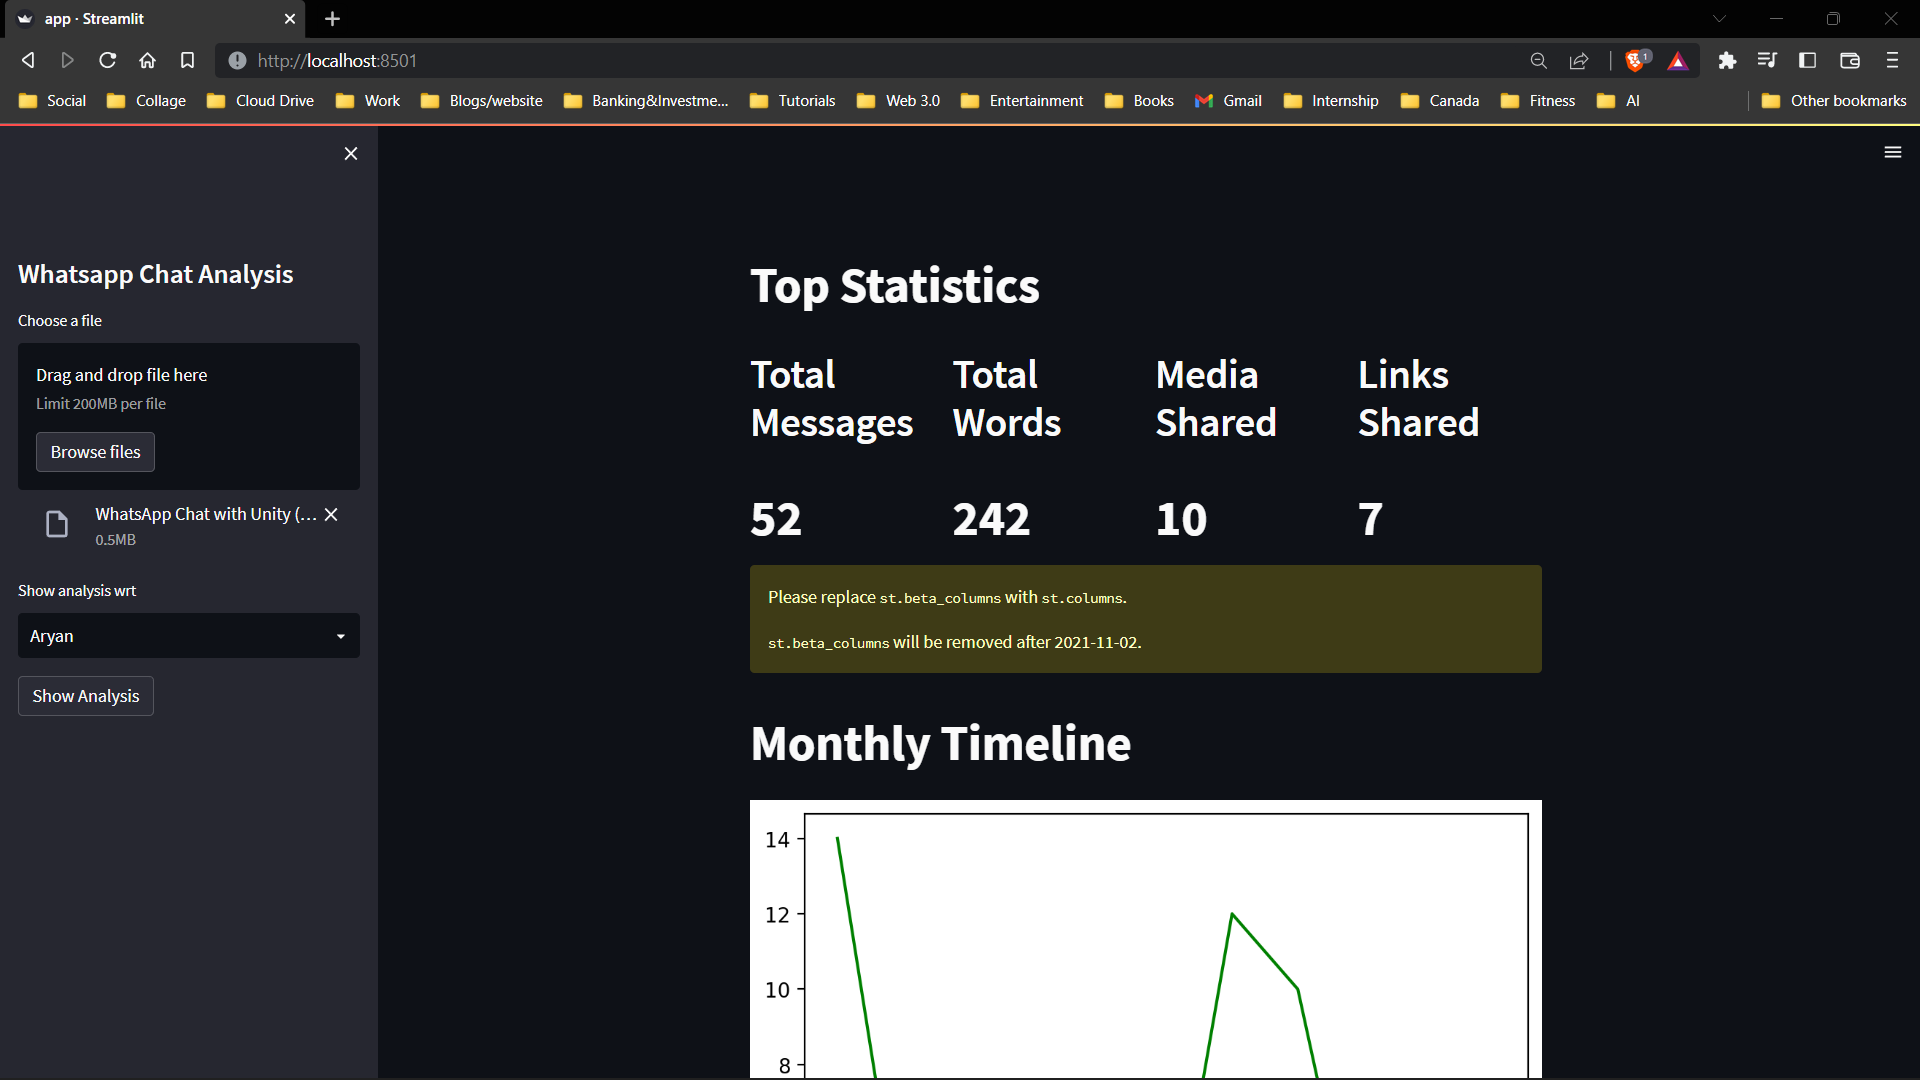 app · Streamlit
http://localhost:8501
1
Social
Collage
Cloud Drive
Work
Blogs/website
Banking&Investme...
Tutorials
Web 3.0
Entertainment
Books
Gmail
Internship
Canada
Fitness
AI
Other bookmarks
Whatsapp Chat Analysis
Choose a file
Drag and drop file here
Limit 200MB per file
Browse files
WhatsApp Chat with Unity (...
0.5MB
Show analysis wrt
Aryan
Show Analysis
Top Statistics
Total
Messages
Total
Words
Media
Shared
Links
Shared
52
242
10
7
Please replace st.beta_columns with st.columns.
st.beta_columns will be removed after 2021-11-02.
Monthly Timeline
14
12
10
8